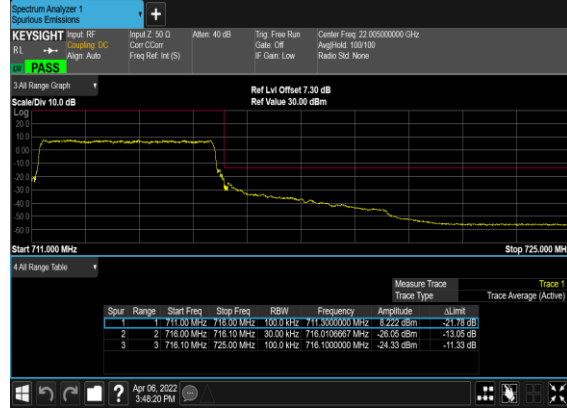 Spectrum Analyzer 1
Spurious Emissions
KEYSIGHT Input: RF Input Z: 50 Ω Atten: 40 dB Trig: Free Run Center Freq: 22.005000000 GHz
RL Coupling: DC Corr CCorr Gate: Off Avg|Hold: 100/100
Align: Auto Freq Ref: Int (S) IF Gain: Low Radio Std: None
PASS
3 All Range Graph
Ref Lvl Offset 7.30 dB
Scale/Div 10.0 dB Ref Value 30.00 dBm
Log
20.0
10.0
0.00
-10.0
-20.0
-30.0
-40.0
-50.0
-60.0
Start 711.000 MHz Stop 725.000 MH
4 All Range Table
Measure Trace Trace 1
Trace Type Trace Average (Active)
Spur Range Start Freq Stop Freq RBW Frequency Amplitude ΔLimit
1 1 711.00 MHz 716.00 MHz 100.0 kHz 711.3000000 MHz 8.222 dBm -21.78 dB
2 2 716.00 MHz 716.10 MHz 30.00 kHz 716.0106667 MHz -26.05 dBm -13.05 dB
3 3 716.10 MHz 725.00 MHz 100.0 kHz 716.1000000 MHz -24.33 dBm -11.33 dB
? Apr 06, 2022
3:48:20 PM